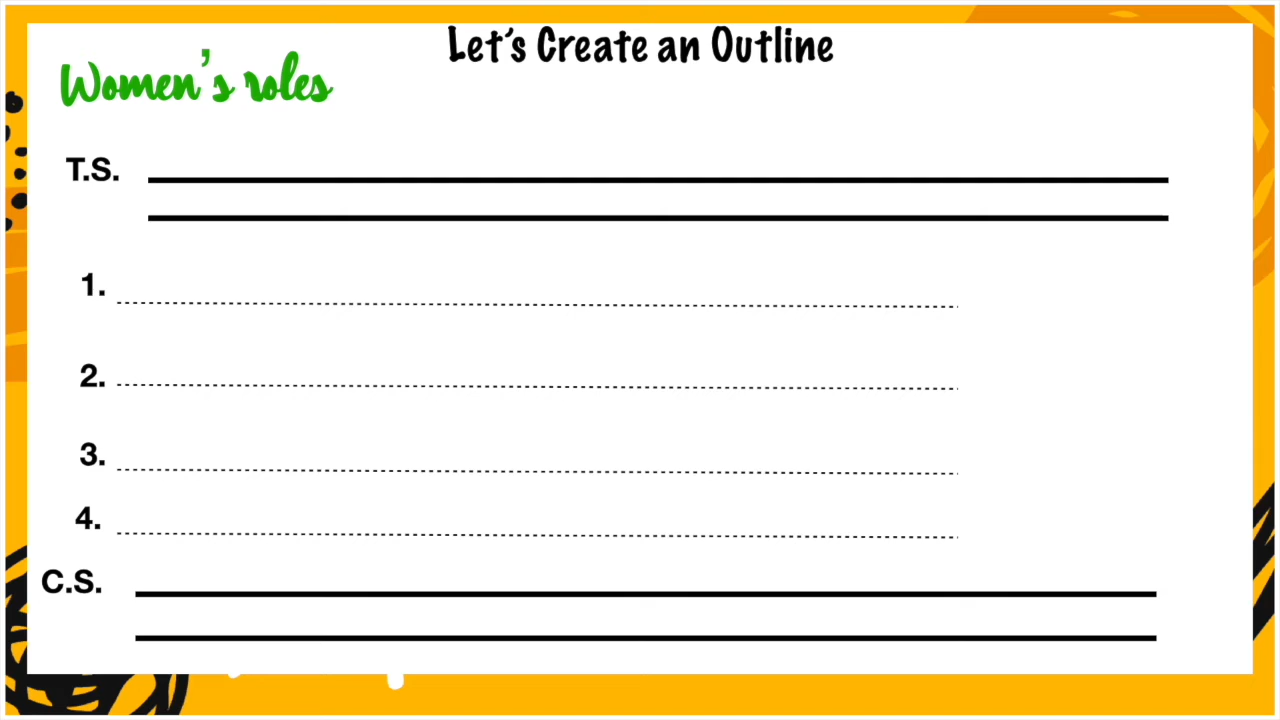 Let's Create an Outline
Women's roles
T.S.
1.
2.
3.
4.
C.S.